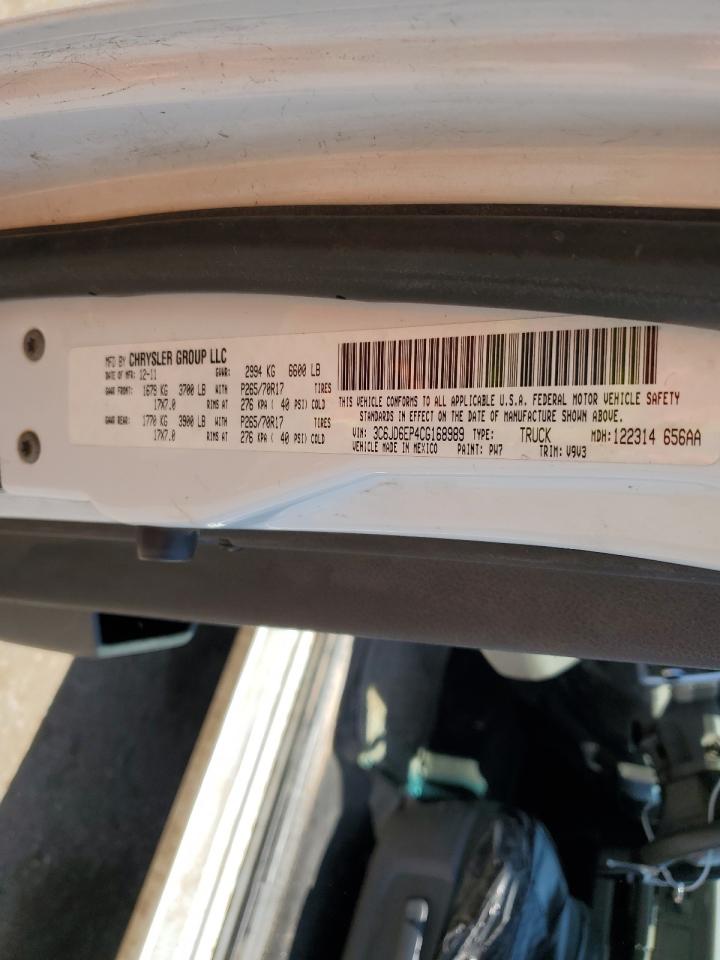 MFD BY CHRYSLER GROUP LLC
DATE OF MFR: 12-11 GVWR: 2994 KG 6600 LB
GAWR FRONT: 1679 KG 3700 LB WITH P265/70R17 TIRES
17X7.0 RIMS AT 276 KPA ( 40 PSI) COLD
GAWR REAR: 1770 KG 3900 LB WITH P265/70R17 TIRES
17X7.0 RIMS AT 276 KPA ( 40 PSI) COLD
THIS VEHICLE CONFORMS TO ALL APPLICABLE U.S.A. FEDERAL MOTOR VEHICLE SAFETY
STANDARDS IN EFFECT ON THE DATE OF MANUFACTURE SHOWN ABOVE.
VIN: 3C6JD6EP4CG168989 TYPE: TRUCK MDH: 122314 656AA
VEHICLE MADE IN MEXICO PAINT: PW7 TRIM: V9V3